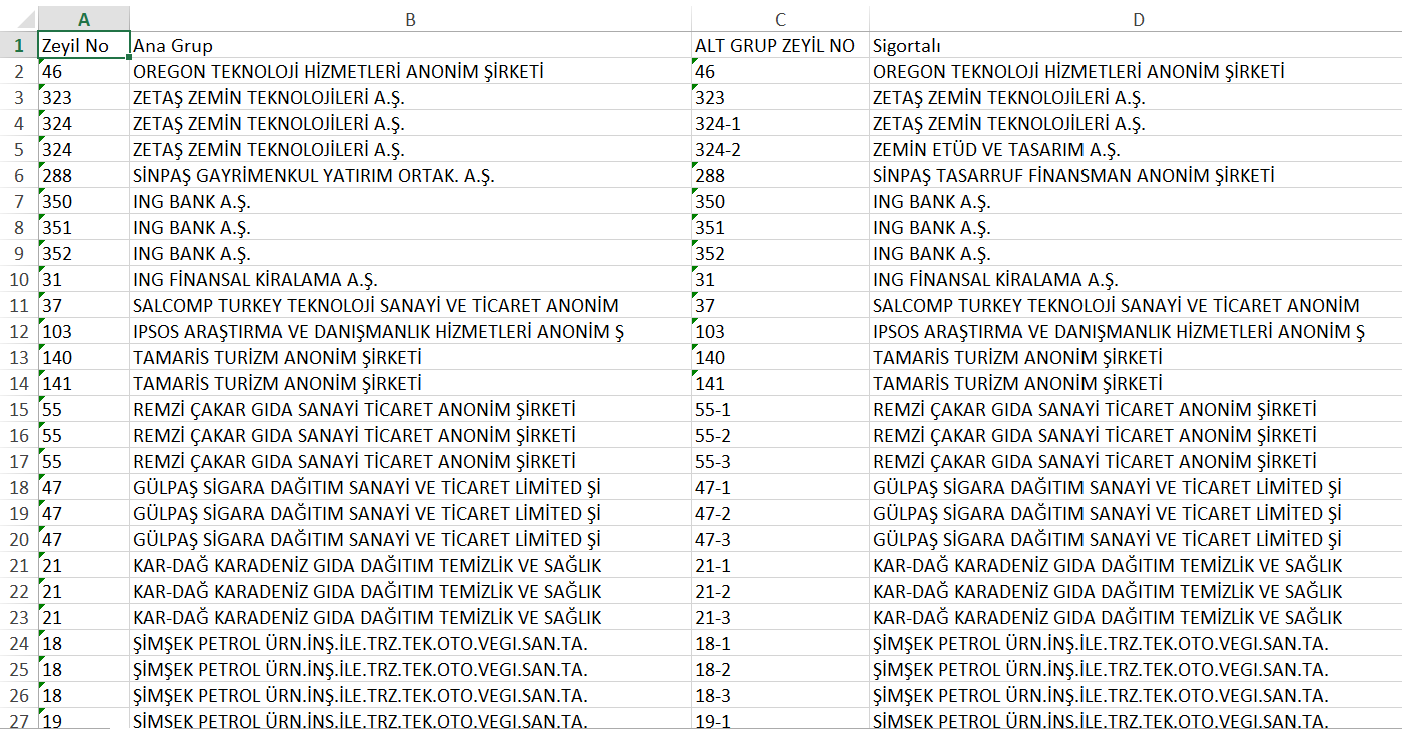 A B C D
1 Zeyil No Ana Grup ALT GRUP ZEYİL NO Sigortalı
2 46 OREGON TEKNOLOJİ HİZMETLERİ ANONİM ŞİRKETİ 46 OREGON TEKNOLOJİ HİZMETLERİ ANONİM ŞİRKETİ
3 323 ZETAŞ ZEMİN TEKNOLOJİLERİ A.Ş. 323 ZETAŞ ZEMİN TEKNOLOJİLERİ A.Ş.
4 324 ZETAŞ ZEMİN TEKNOLOJİLERİ A.Ş. 324-1 ZETAŞ ZEMİN TEKNOLOJİLERİ A.Ş.
5 324 ZETAŞ ZEMİN TEKNOLOJİLERİ A.Ş. 324-2 ZEMİN ETÜD VE TASARIM A.Ş.
6 288 SİNPAŞ GAYRİMENKUL YATIRIM ORTAK. A.Ş. 288 SİNPAŞ TASARRUF FİNANSMAN ANONİM ŞİRKETİ
7 350 ING BANK A.Ş. 350 ING BANK A.Ş.
8 351 ING BANK A.Ş. 351 ING BANK A.Ş.
9 352 ING BANK A.Ş. 352 ING BANK A.Ş.
10 31 ING FİNANSAL KİRALAMA A.Ş. 31 ING FİNANSAL KİRALAMA A.Ş.
11 37 SALCOMP TURKEY TEKNOLOJİ SANAYİ VE TİCARET ANONİM 37 SALCOMP TURKEY TEKNOLOJİ SANAYİ VE TİCARET ANONİM
12 103 IPSOS ARAŞTIRMA VE DANIŞMANLIK HİZMETLERİ ANONİM Ş 103 IPSOS ARAŞTIRMA VE DANIŞMANLIK HİZMETLERİ ANONİM Ş
13 140 TAMARİS TURİZM ANONİM ŞİRKETİ 140 TAMARİS TURİZM ANONİM ŞİRKETİ
14 141 TAMARİS TURİZM ANONİM ŞİRKETİ 141 TAMARİS TURİZM ANONİM ŞİRKETİ
15 55 REMZİ ÇAKAR GIDA SANAYİ TİCARET ANONİM ŞİRKETİ 55-1 REMZİ ÇAKAR GIDA SANAYİ TİCARET ANONİM ŞİRKETİ
16 55 REMZİ ÇAKAR GIDA SANAYİ TİCARET ANONİM ŞİRKETİ 55-2 REMZİ ÇAKAR GIDA SANAYİ TİCARET ANONİM ŞİRKETİ
17 55 REMZİ ÇAKAR GIDA SANAYİ TİCARET ANONİM ŞİRKETİ 55-3 REMZİ ÇAKAR GIDA SANAYİ TİCARET ANONİM ŞİRKETİ
18 47 GÜLPAŞ SİGARA DAĞITIM SANAYİ VE TİCARET LİMİTED Şİ 47-1 GÜLPAŞ SİGARA DAĞITIM SANAYİ VE TİCARET LİMİTED Şİ
19 47 GÜLPAŞ SİGARA DAĞITIM SANAYİ VE TİCARET LİMİTED Şİ 47-2 GÜLPAŞ SİGARA DAĞITIM SANAYİ VE TİCARET LİMİTED Şİ
20 47 GÜLPAŞ SİGARA DAĞITIM SANAYİ VE TİCARET LİMİTED Şİ 47-3 GÜLPAŞ SİGARA DAĞITIM SANAYİ VE TİCARET LİMİTED Şİ
21 21 KAR-DAĞ KARADENİZ GIDA DAĞITIM TEMİZLİK VE SAĞLIK 21-1 KAR-DAĞ KARADENİZ GIDA DAĞITIM TEMİZLİK VE SAĞLIK
22 21 KAR-DAĞ KARADENİZ GIDA DAĞITIM TEMİZLİK VE SAĞLIK 21-2 KAR-DAĞ KARADENİZ GIDA DAĞITIM TEMİZLİK VE SAĞLIK
23 21 KAR-DAĞ KARADENİZ GIDA DAĞITIM TEMİZLİK VE SAĞLIK 21-3 KAR-DAĞ KARADENİZ GIDA DAĞITIM TEMİZLİK VE SAĞLIK
24 18 ŞİMŞEK PETROL ÜRN.İNŞ.İLE.TRZ.TEK.OTO.VEGI.SAN.TA. 18-1 ŞİMŞEK PETROL ÜRN.İNŞ.İLE.TRZ.TEK.OTO.VEGI.SAN.TA.
25 18 ŞİMŞEK PETROL ÜRN.İNŞ.İLE.TRZ.TEK.OTO.VEGI.SAN.TA. 18-2 ŞİMŞEK PETROL ÜRN.İNŞ.İLE.TRZ.TEK.OTO.VEGI.SAN.TA.
26 18 ŞİMŞEK PETROL ÜRN.İNŞ.İLE.TRZ.TEK.OTO.VEGI.SAN.TA. 18-3 ŞİMŞEK PETROL ÜRN.İNŞ.İLE.TRZ.TEK.OTO.VEGI.SAN.TA.
27 19 ŞİMŞEK PETROL ÜRN.İNŞ.İLE.TRZ.TEK.OTO.VEGI.SAN.TA. 19-1 ŞİMŞEK PETROL ÜRN.İNŞ.İLE.TRZ.TEK.OTO.VEGI.SAN.TA.